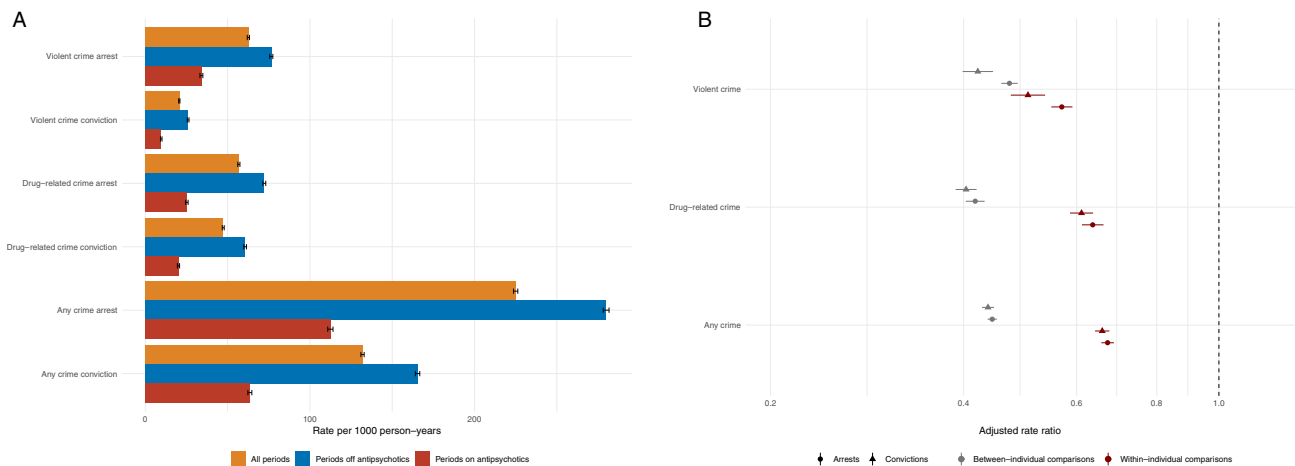 A
Violent crime arrest
Violent crime conviction
Drug−related crime arrest
Drug−related crime conviction
Any crime arrest
Any crime conviction
0 100 200
Rate per 1000 person−years
All periods Periods off antipsychotics Periods on antipsychotics
B
Violent crime
Drug−related crime
Any crime
0.2 0.4 0.6 0.8 1.0
Adjusted rate ratio
Arrests Convictions Between−individual comparisons Within−individual comparisons